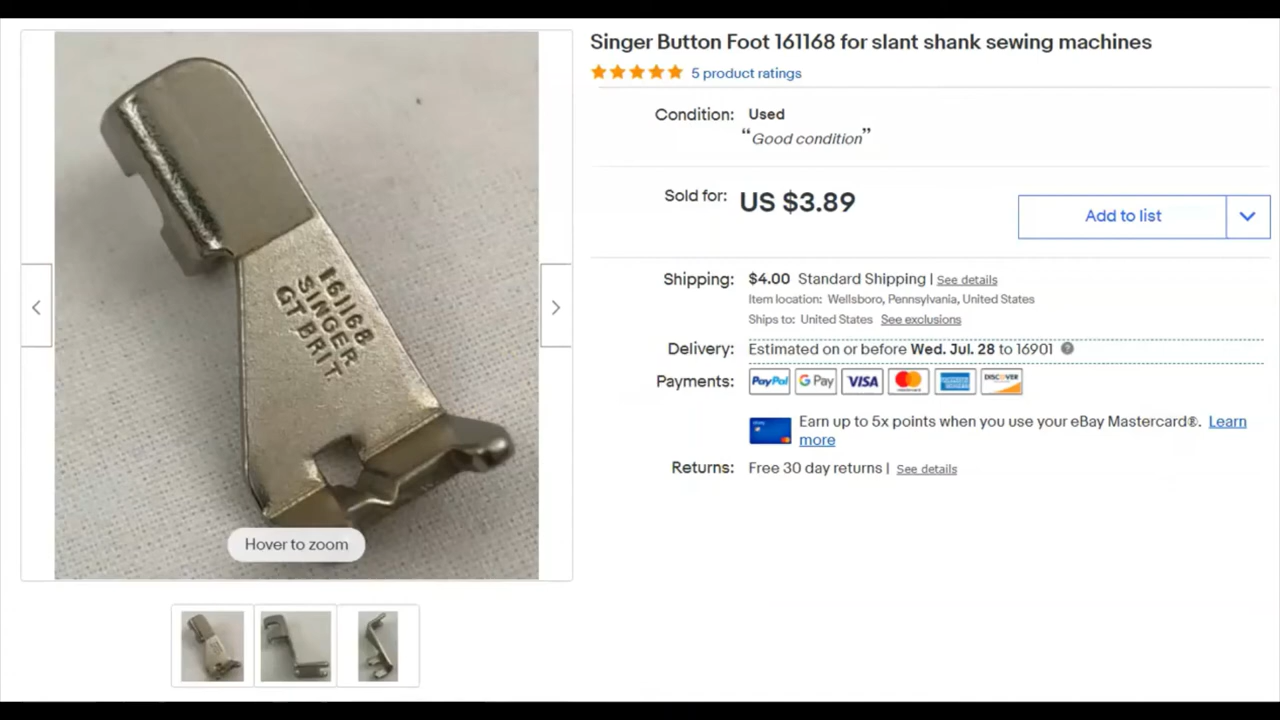 Singer Button Foot 161168 for slant shank sewing machines
5 product ratings
Condition: Used
“Good condition”
Sold for: US $3.89
Add to list
Shipping: $4.00 Standard Shipping | See details
Item location: Wellsboro, Pennsylvania, United States
Ships to: United States See exclusions
Delivery: Estimated on or before Wed. Jul. 28 to 16901 ?
Payments: PayPal G Pay VISA mastercard DISCOVER
Earn up to 5x points when you use your eBay Mastercard®. Learn
more
Returns: Free 30 day returns | See details
161168
SINGER
GT BRIT.
Hover to zoom